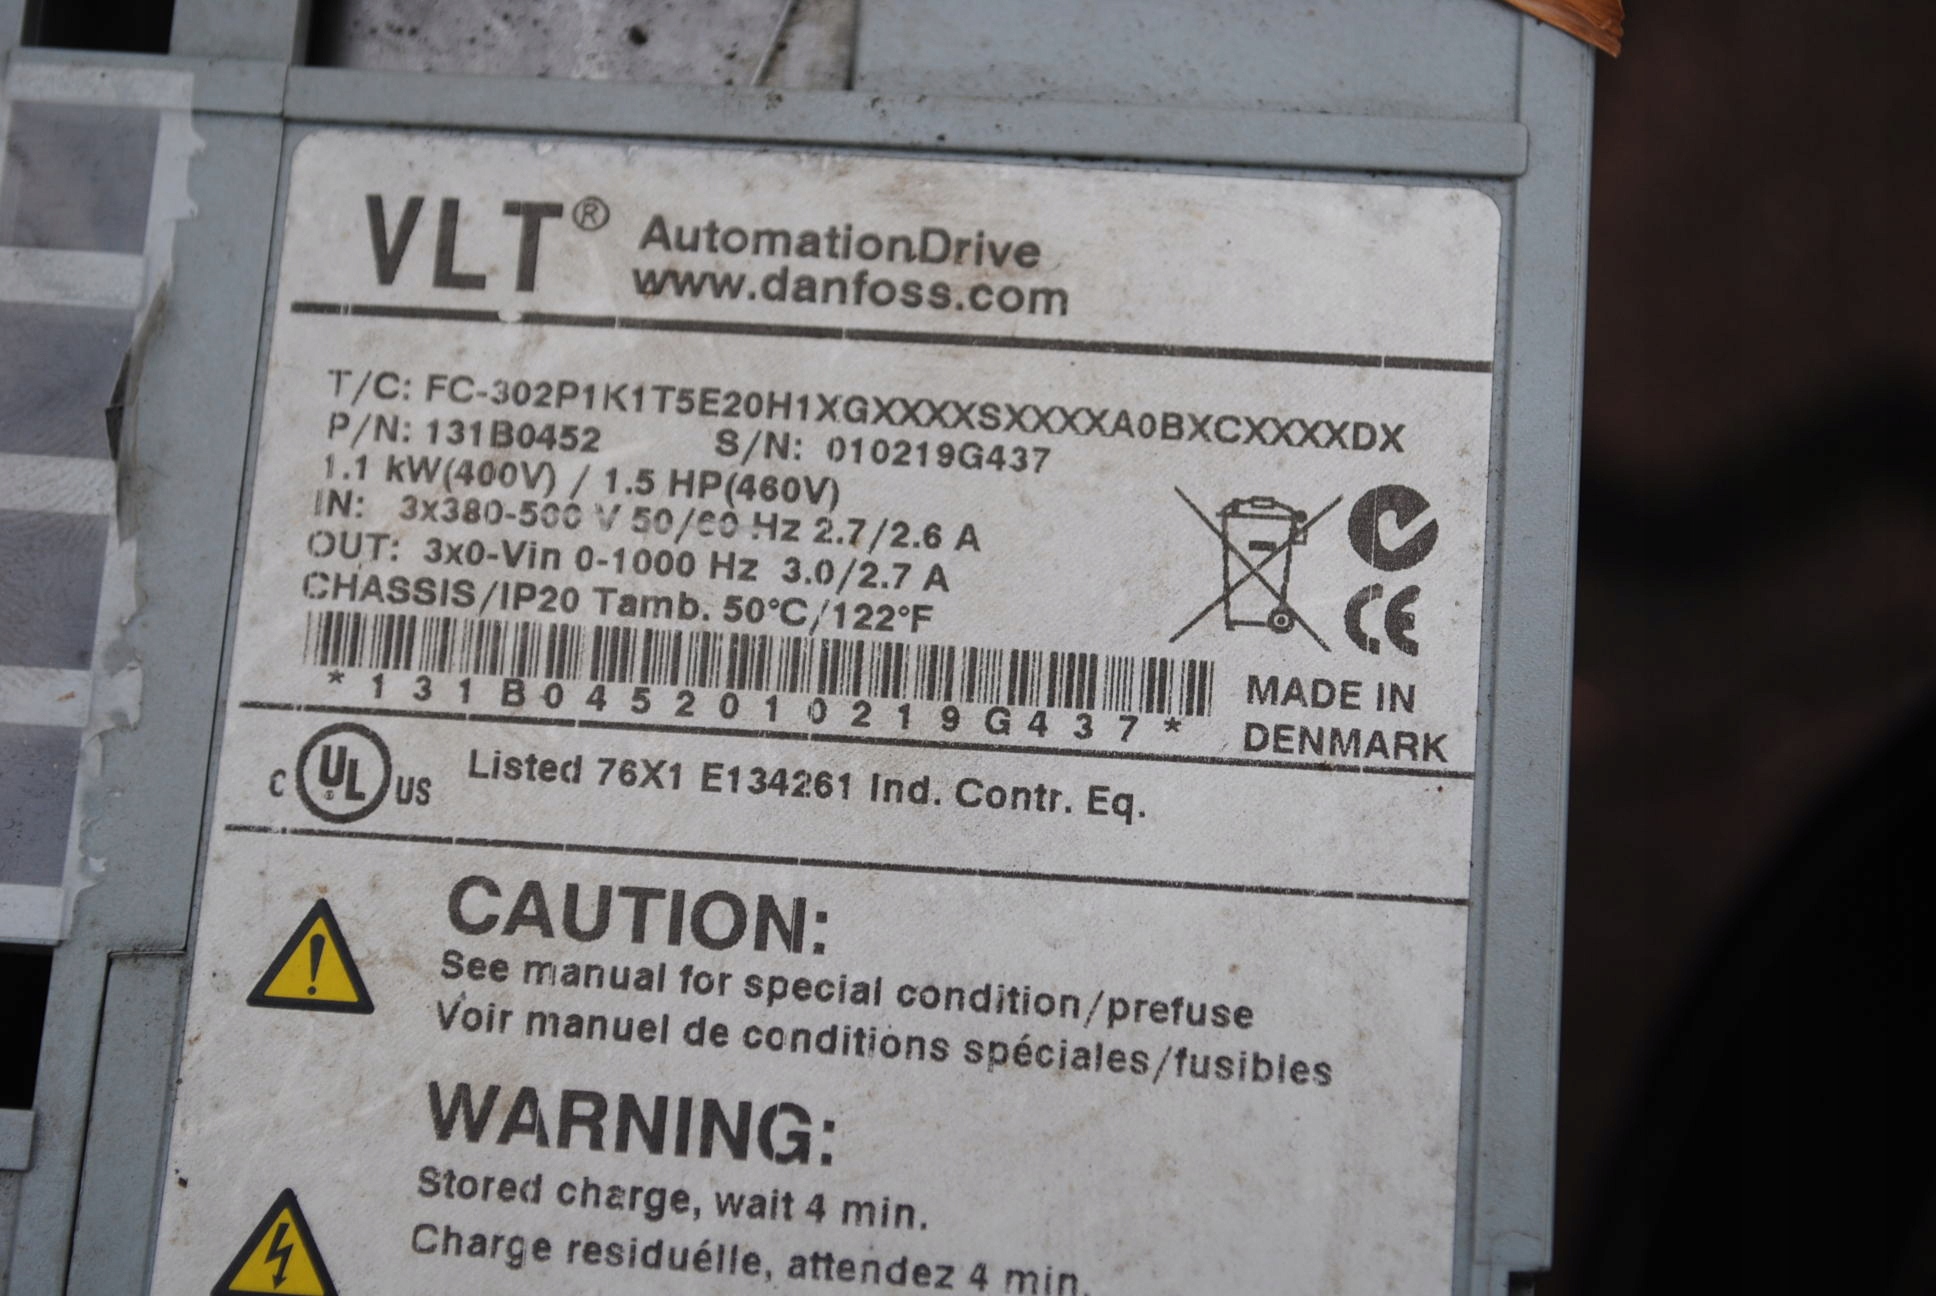 VLT® AutomationDrive
www.danfoss.com
T/C: FC-302P1K1T5E20H1XGXXXXSXXXXA0BXCXXXXDX
P/N: 131B0452 S/N: 010219G437
1.1 kW(400V) / 1.5 HP(460V)
IN: 3x380-500 V 50/60 Hz 2.7/2.6 A
OUT: 3x0-Vin 0-1000 Hz 3.0/2.7 A
CHASSIS/IP20 Tamb. 50°C/122°F
CE
*131B0452010219G437*
MADE IN
DENMARK
C UL® US Listed 76X1 E134261 Ind. Contr. Eq.
CAUTION:
See manual for special condition/prefuse
Voir manuel de conditions spéciales/fusibles
WARNING:
Stored charge, wait 4 min.
Charge residuélle, attendez 4 min.